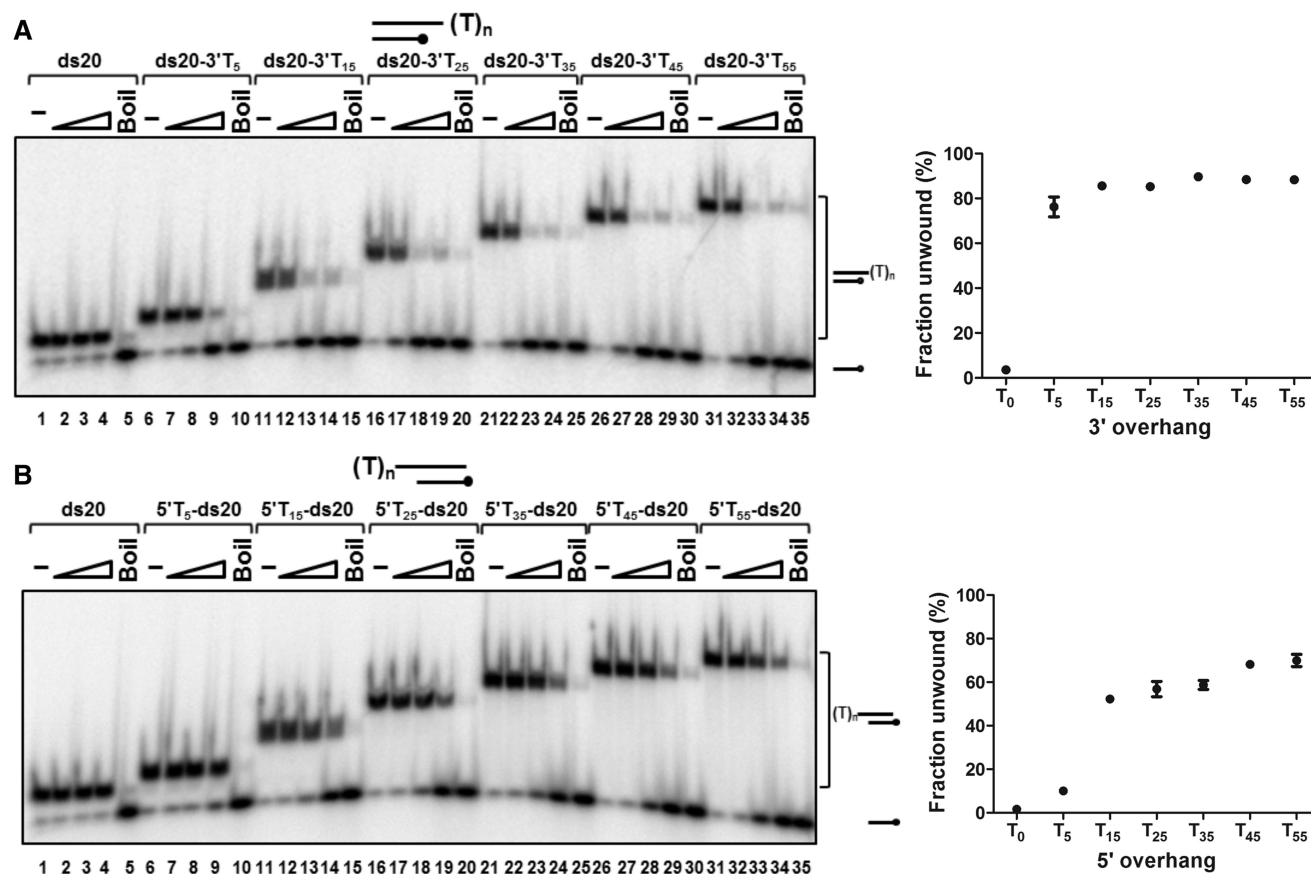 A
(T)n
ds20 ds20-3'T5 ds20-3'T15 ds20-3'T25 ds20-3'T35 ds20-3'T45 ds20-3'T55
– Boil – Boil – Boil – Boil – Boil – Boil – Boil
(T)n
1 2 3 4 5 6 7 8 9 10 11 12 13 14 15 16 17 18 19 20 21 22 23 24 25 26 27 28 29 30 31 32 33 34 35
Fraction unwound (%)
100
80
60
40
20
0
T0 T5 T15 T25 T35 T45 T55
3' overhang
B
(T)n
ds20 5'T5-ds20 5'T15-ds20 5'T25-ds20 5'T35-ds20 5'T45-ds20 5'T55-ds20
– Boil – Boil – Boil – Boil – Boil – Boil – Boil
(T)n
1 2 3 4 5 6 7 8 9 10 11 12 13 14 15 16 17 18 19 20 21 22 23 24 25 26 27 28 29 30 31 32 33 34 35
Fraction unwound (%)
100
80
60
40
20
0
T0 T5 T15 T25 T35 T45 T55
5' overhang